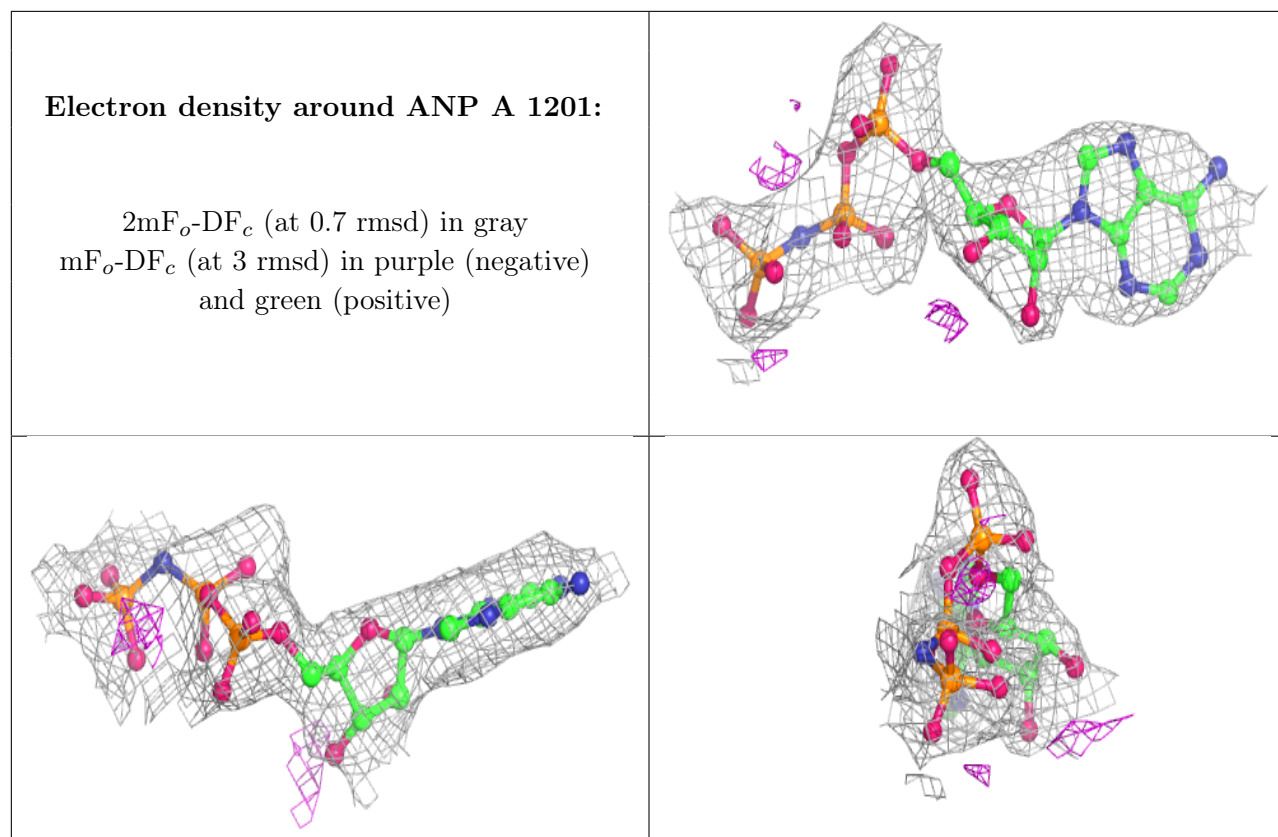 Electron density around ANP A 1201:
2mFo-DFc (at 0.7 rmsd) in gray
mFo-DFc (at 3 rmsd) in purple (negative)
and green (positive)